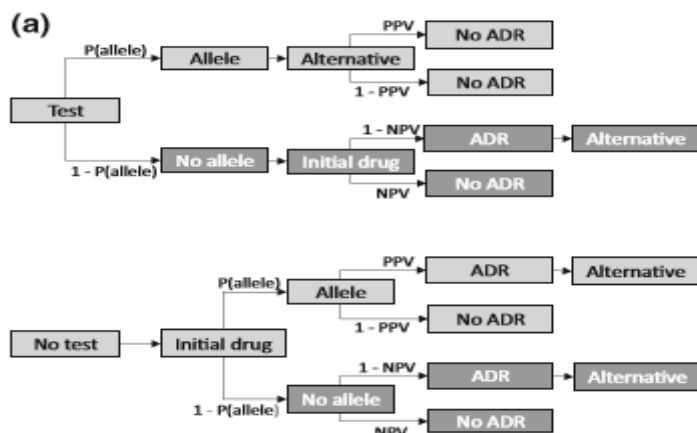 (a)
PPV
No ADR
P(allele)
Allele
Alternative
No ADR
1 - PPV
Test
1 - NPV
ADR
Alternative
No allele
Initial drug
1 - P(allele)
No ADR
NPV
PPV
ADR
Alternative
P(allele)
Allele
No ADR
1 - PPV
No test
Initial drug
1 - NPV
ADR
Alternative
No allele
1 - P(allele)
No ADR
NPV